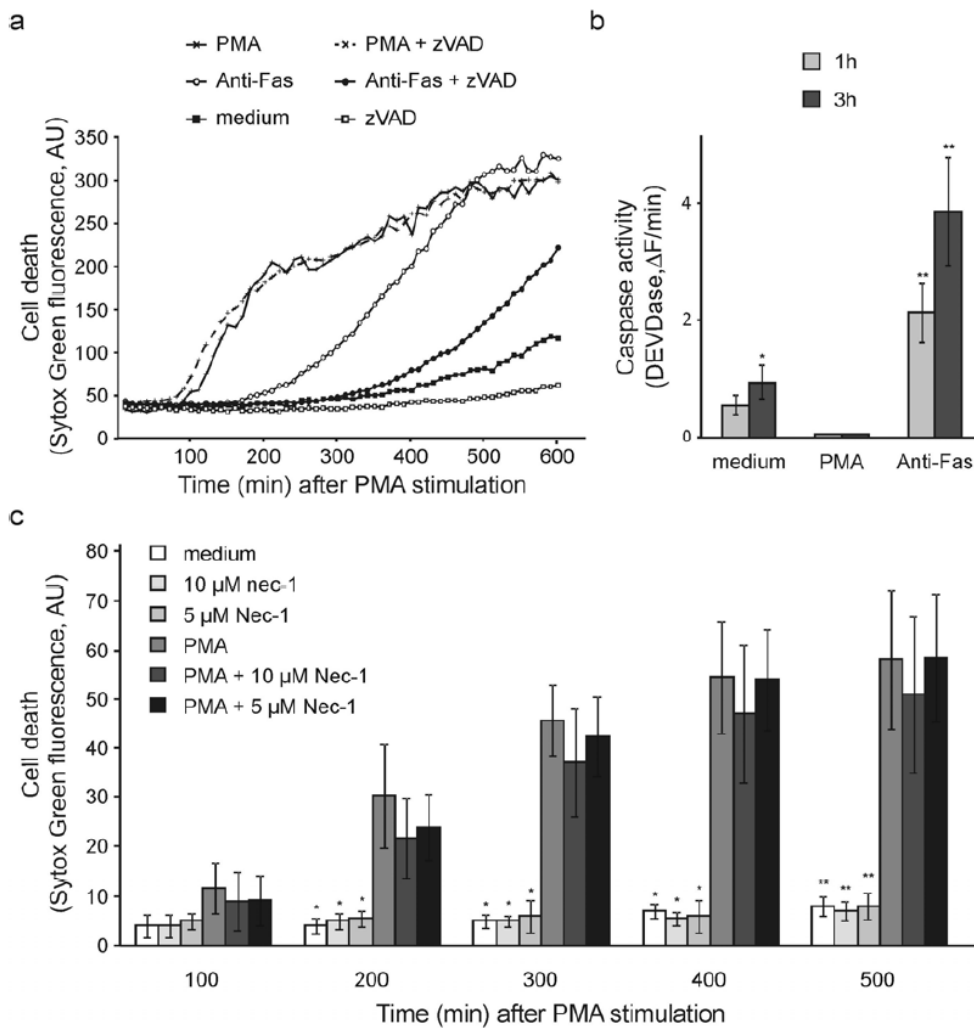 a
PMA
PMA + zVAD
Anti-Fas
Anti-Fas + zVAD
medium
zVAD
350
300
250
200
150
100
50
0
Cell death
(Sytox Green fluorescence, AU)
100 200 300 400 500 600
Time (min) after PMA stimulation
b
1h
3h
4
2
0
Caspase activity
(DEVDase,ΔF/min)
* ** **
medium PMA Anti-Fas
c
medium
10 µM nec-1
5 µM Nec-1
PMA
PMA + 10 µM Nec-1
PMA + 5 µM Nec-1
80
70
60
50
40
30
20
10
0
Cell death
(Sytox Green fluorescence, AU)
* * * * * * * * * ** ** **
100 200 300 400 500
Time (min) after PMA stimulation